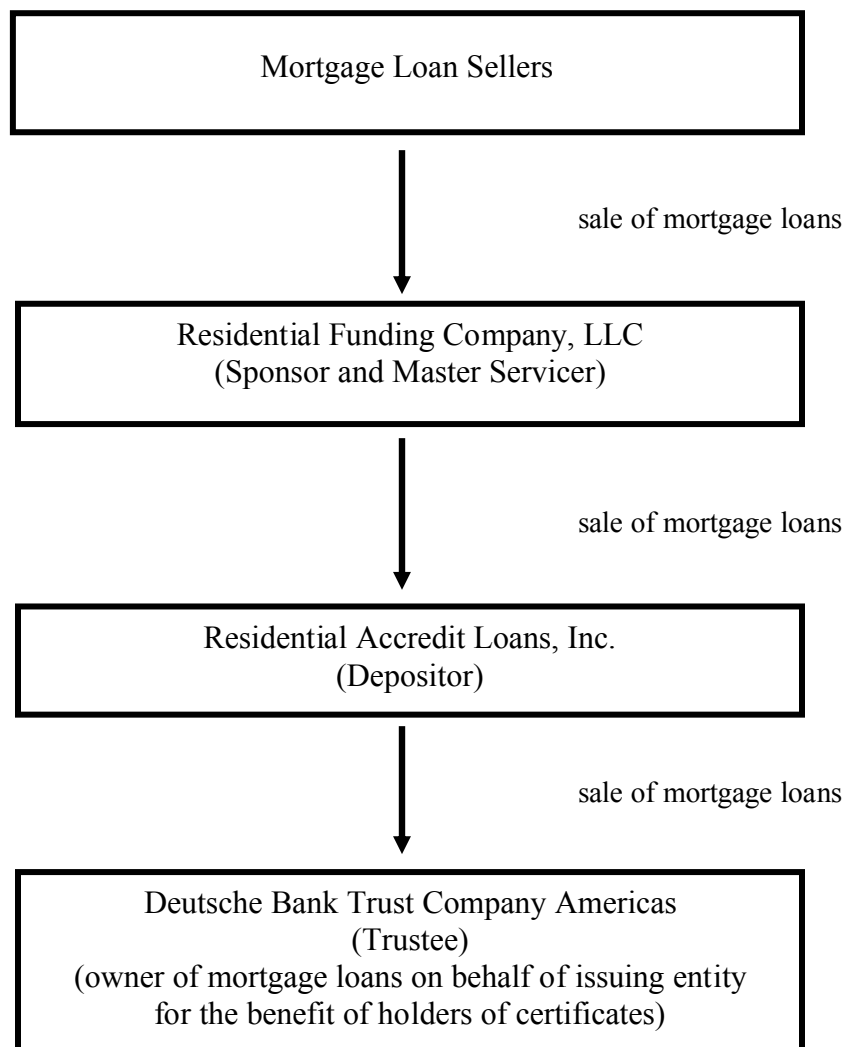 Mortgage Loan Sellers
sale of mortgage loans
Residential Funding Company, LLC
(Sponsor and Master Servicer)
sale of mortgage loans
Residential Accredit Loans, Inc.
(Depositor)
sale of mortgage loans
Deutsche Bank Trust Company Americas
(Trustee)
(owner of mortgage loans on behalf of issuing entity
for the benefit of holders of certificates)